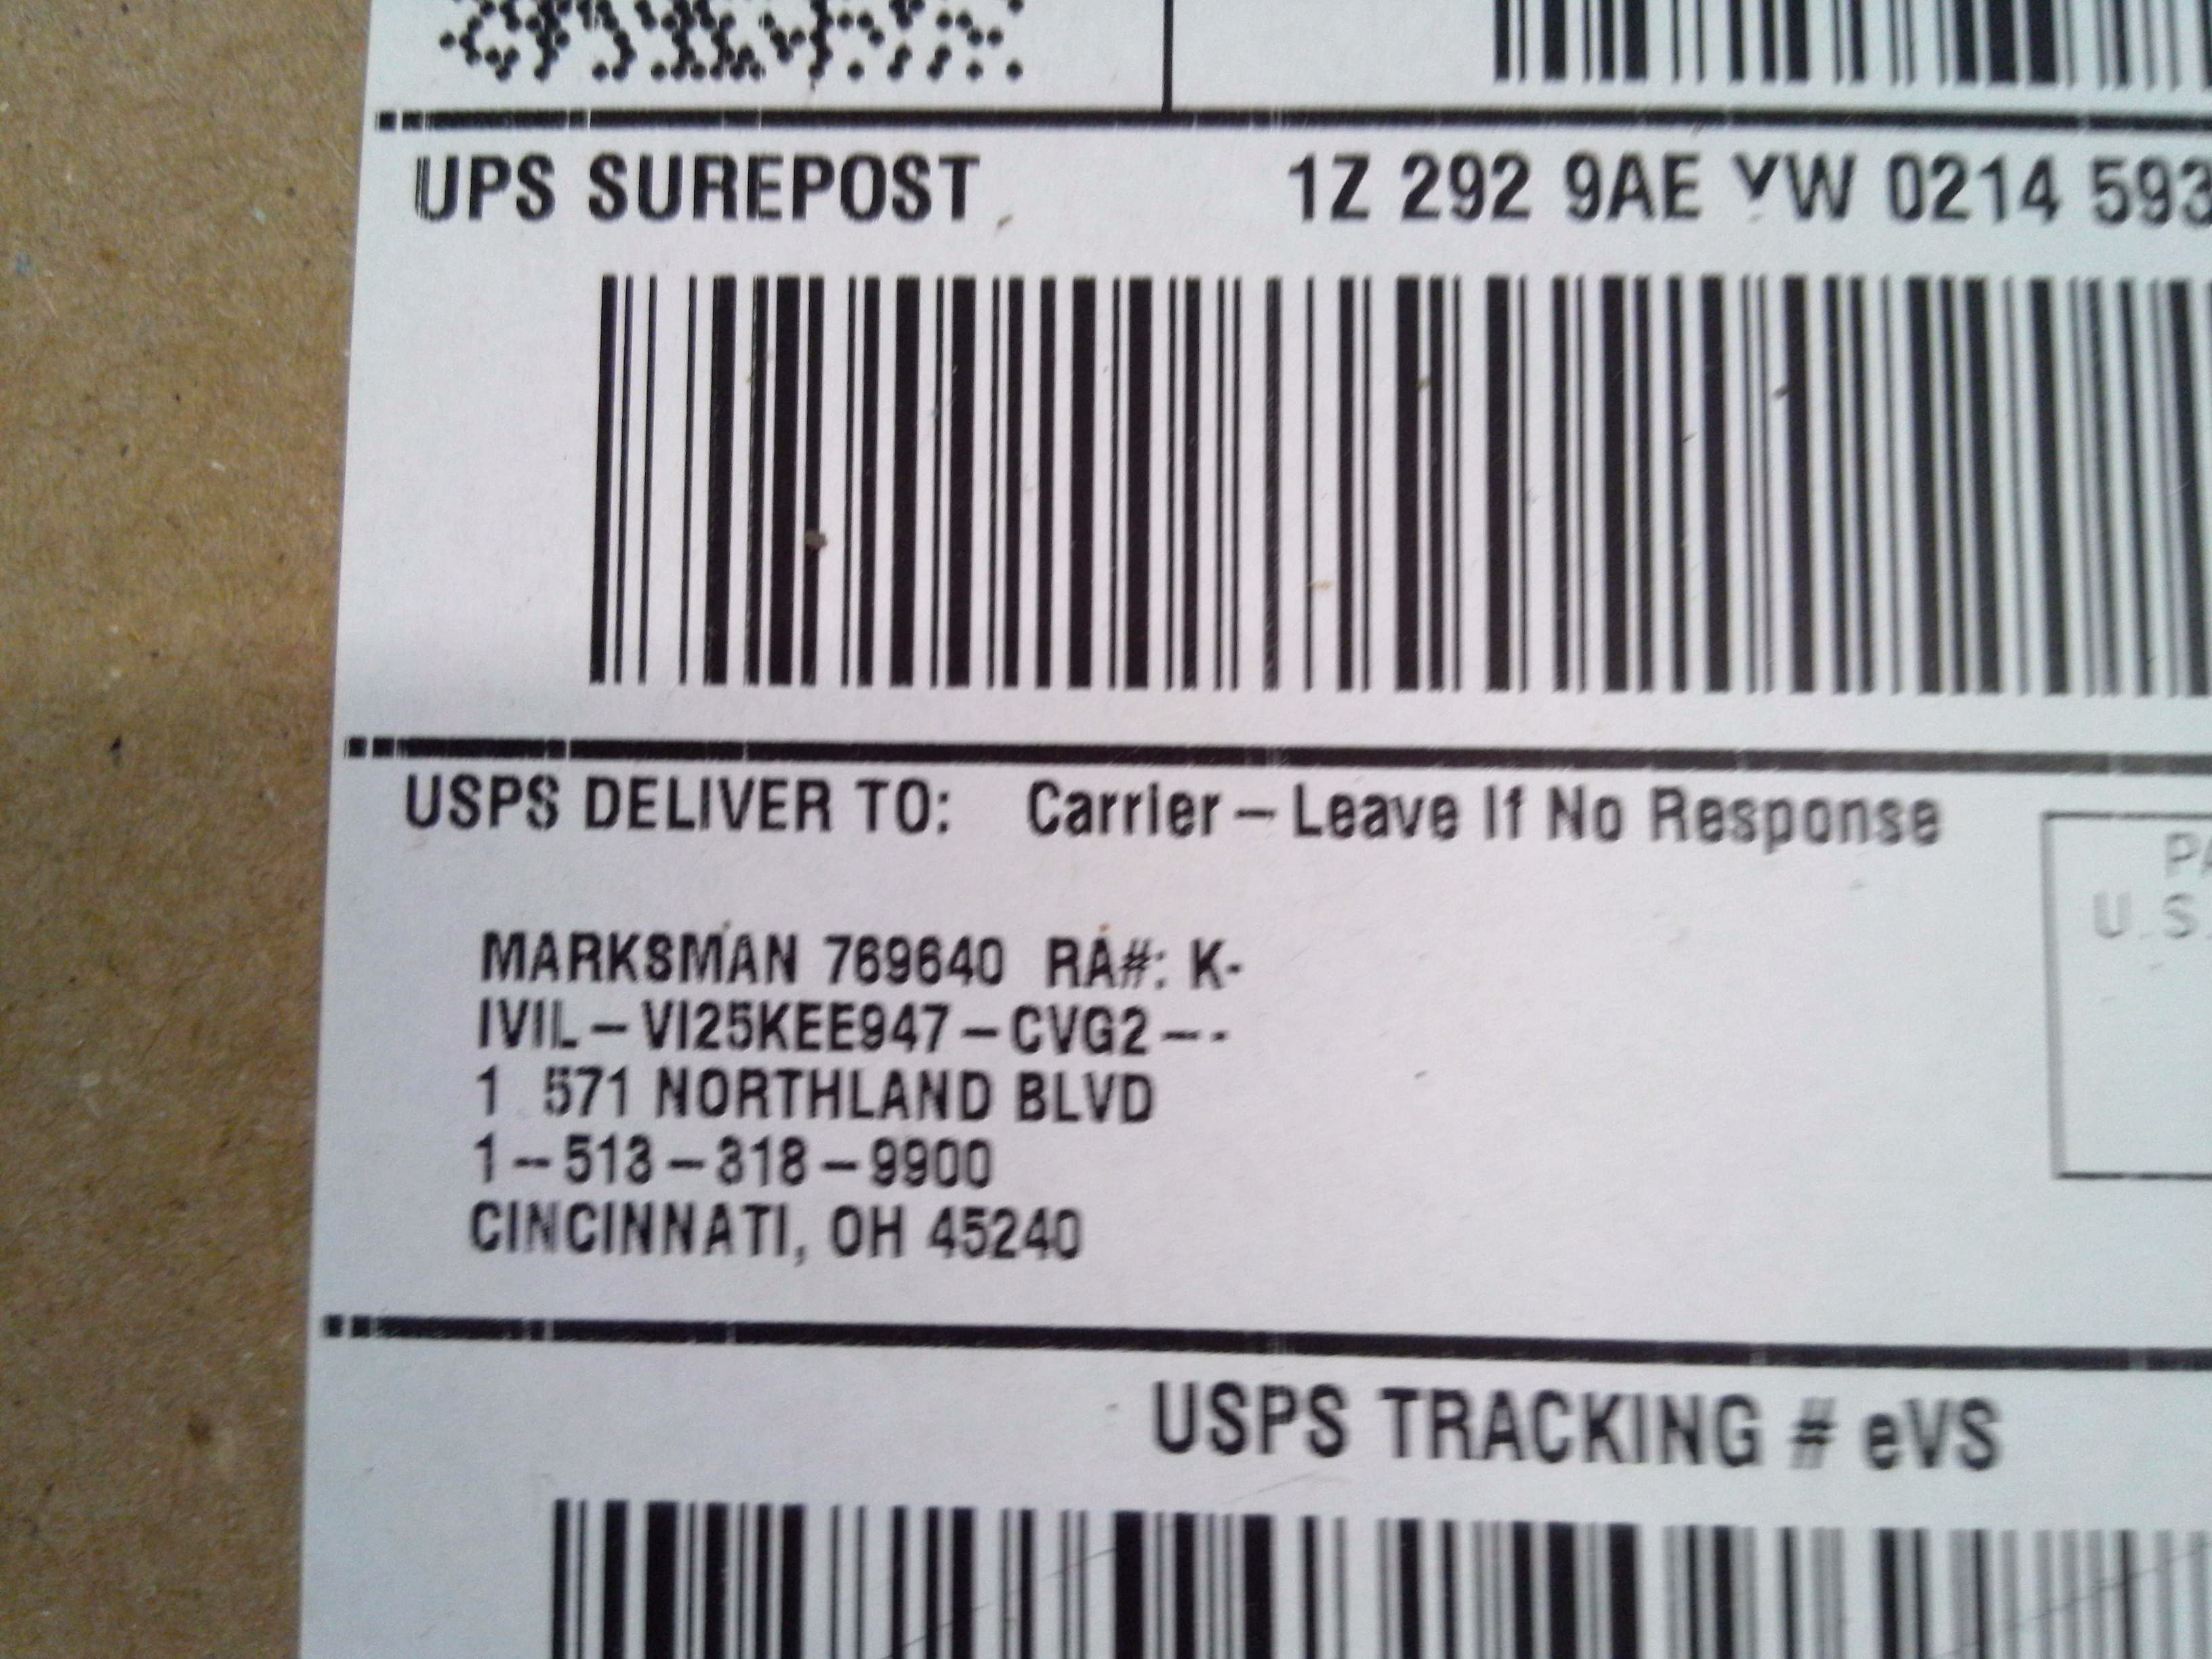 UPS SUREPOST 1Z 292 9AE YW 0214 593
USPS DELIVER TO: Carrier – Leave If No Response
PA
U.S.
MARKSMAN 769640 RA#: K-
IVIL – VI25KEE947 – CVG2 – -
1 571 NORTHLAND BLVD
1 – 513 – 318 – 9900
CINCINNATI, OH 45240
USPS TRACKING # eVS